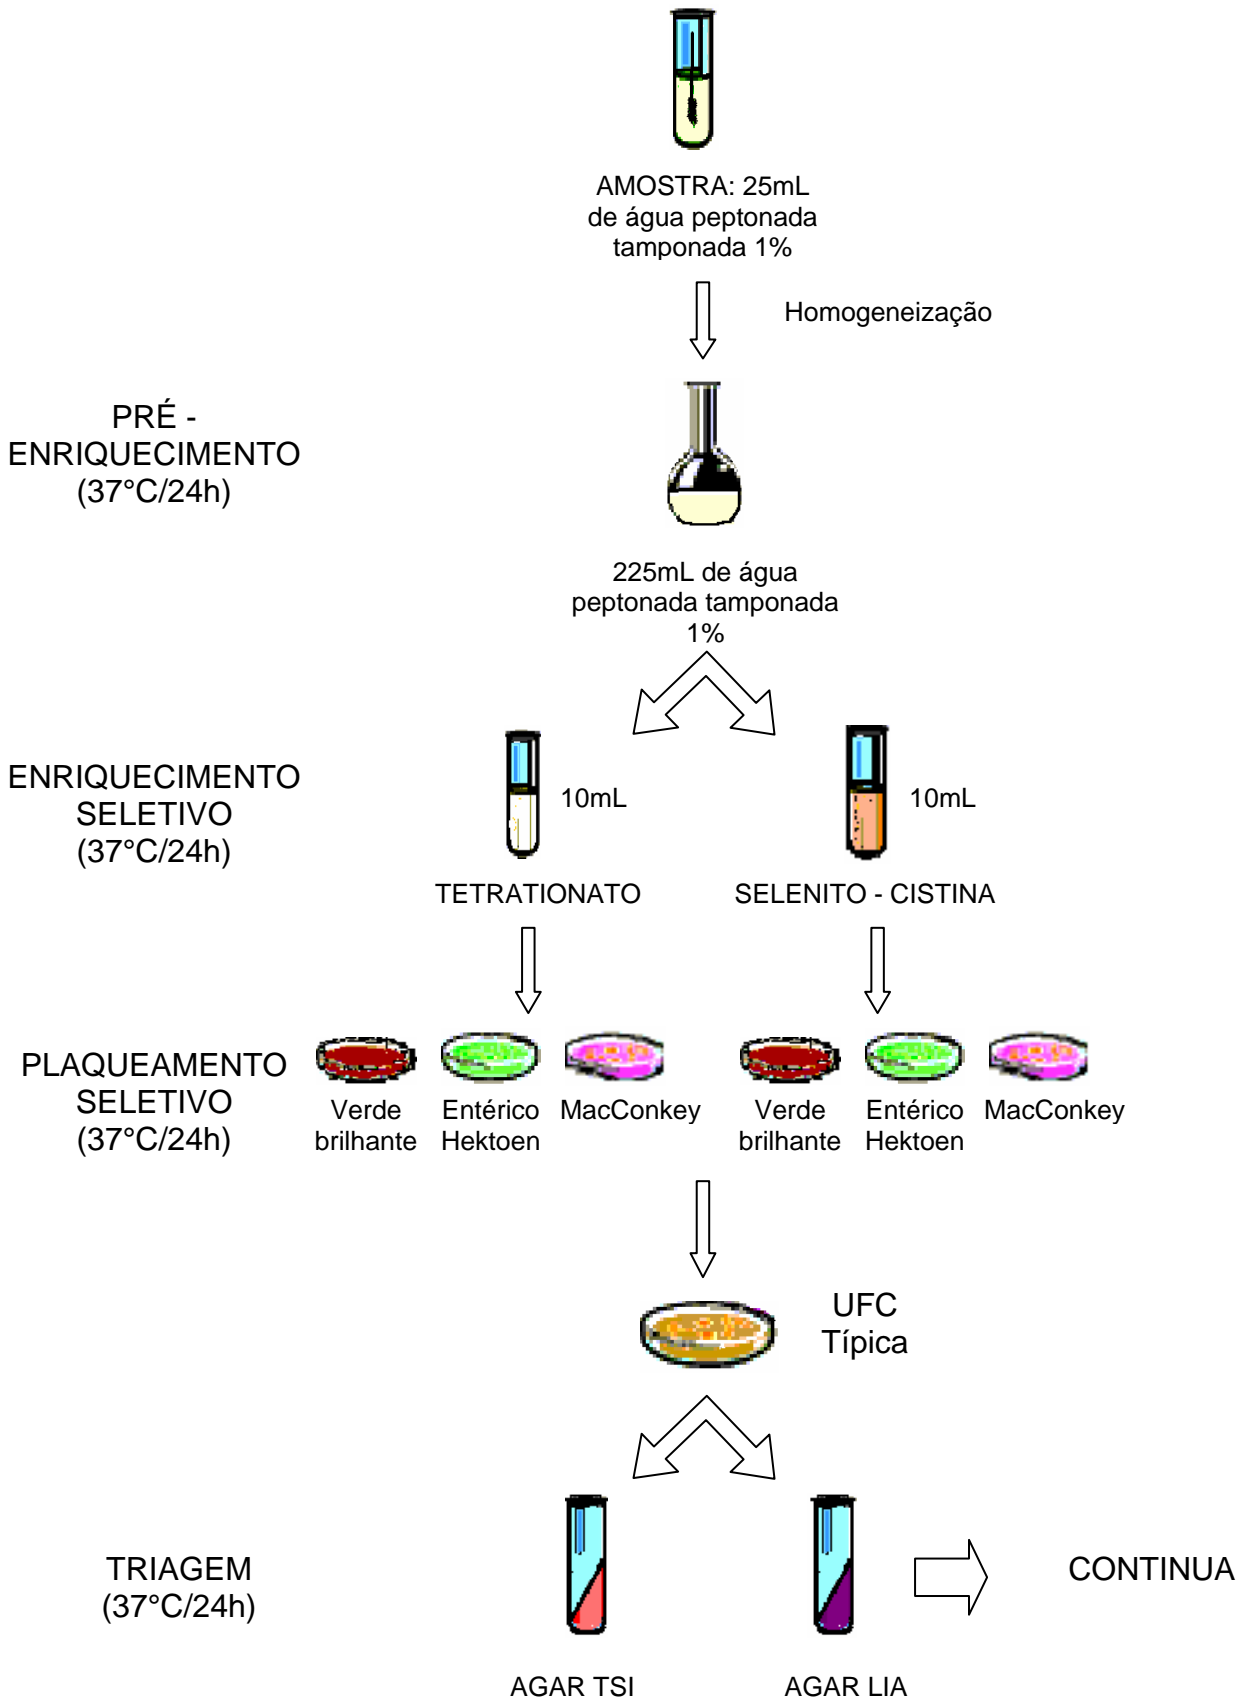 AMOSTRA: 25mL
de água peptonada
tamponada 1%
Homogeneização
PRÉ -
ENRIQUECIMENTO
(37°C/24h)
225mL de água
peptonada tamponada
1%
ENRIQUECIMENTO
SELETIVO
(37°C/24h)
10mL
10mL
TETRATIONATO
SELENITO - CISTINA
PLAQUEAMENTO
SELETIVO
(37°C/24h)
Verde
brilhante
Entérico
Hektoen
MacConkey
Verde
brilhante
Entérico
Hektoen
MacConkey
UFC
Típica
TRIAGEM
(37°C/24h)
CONTINUA
AGAR TSI
AGAR LIA